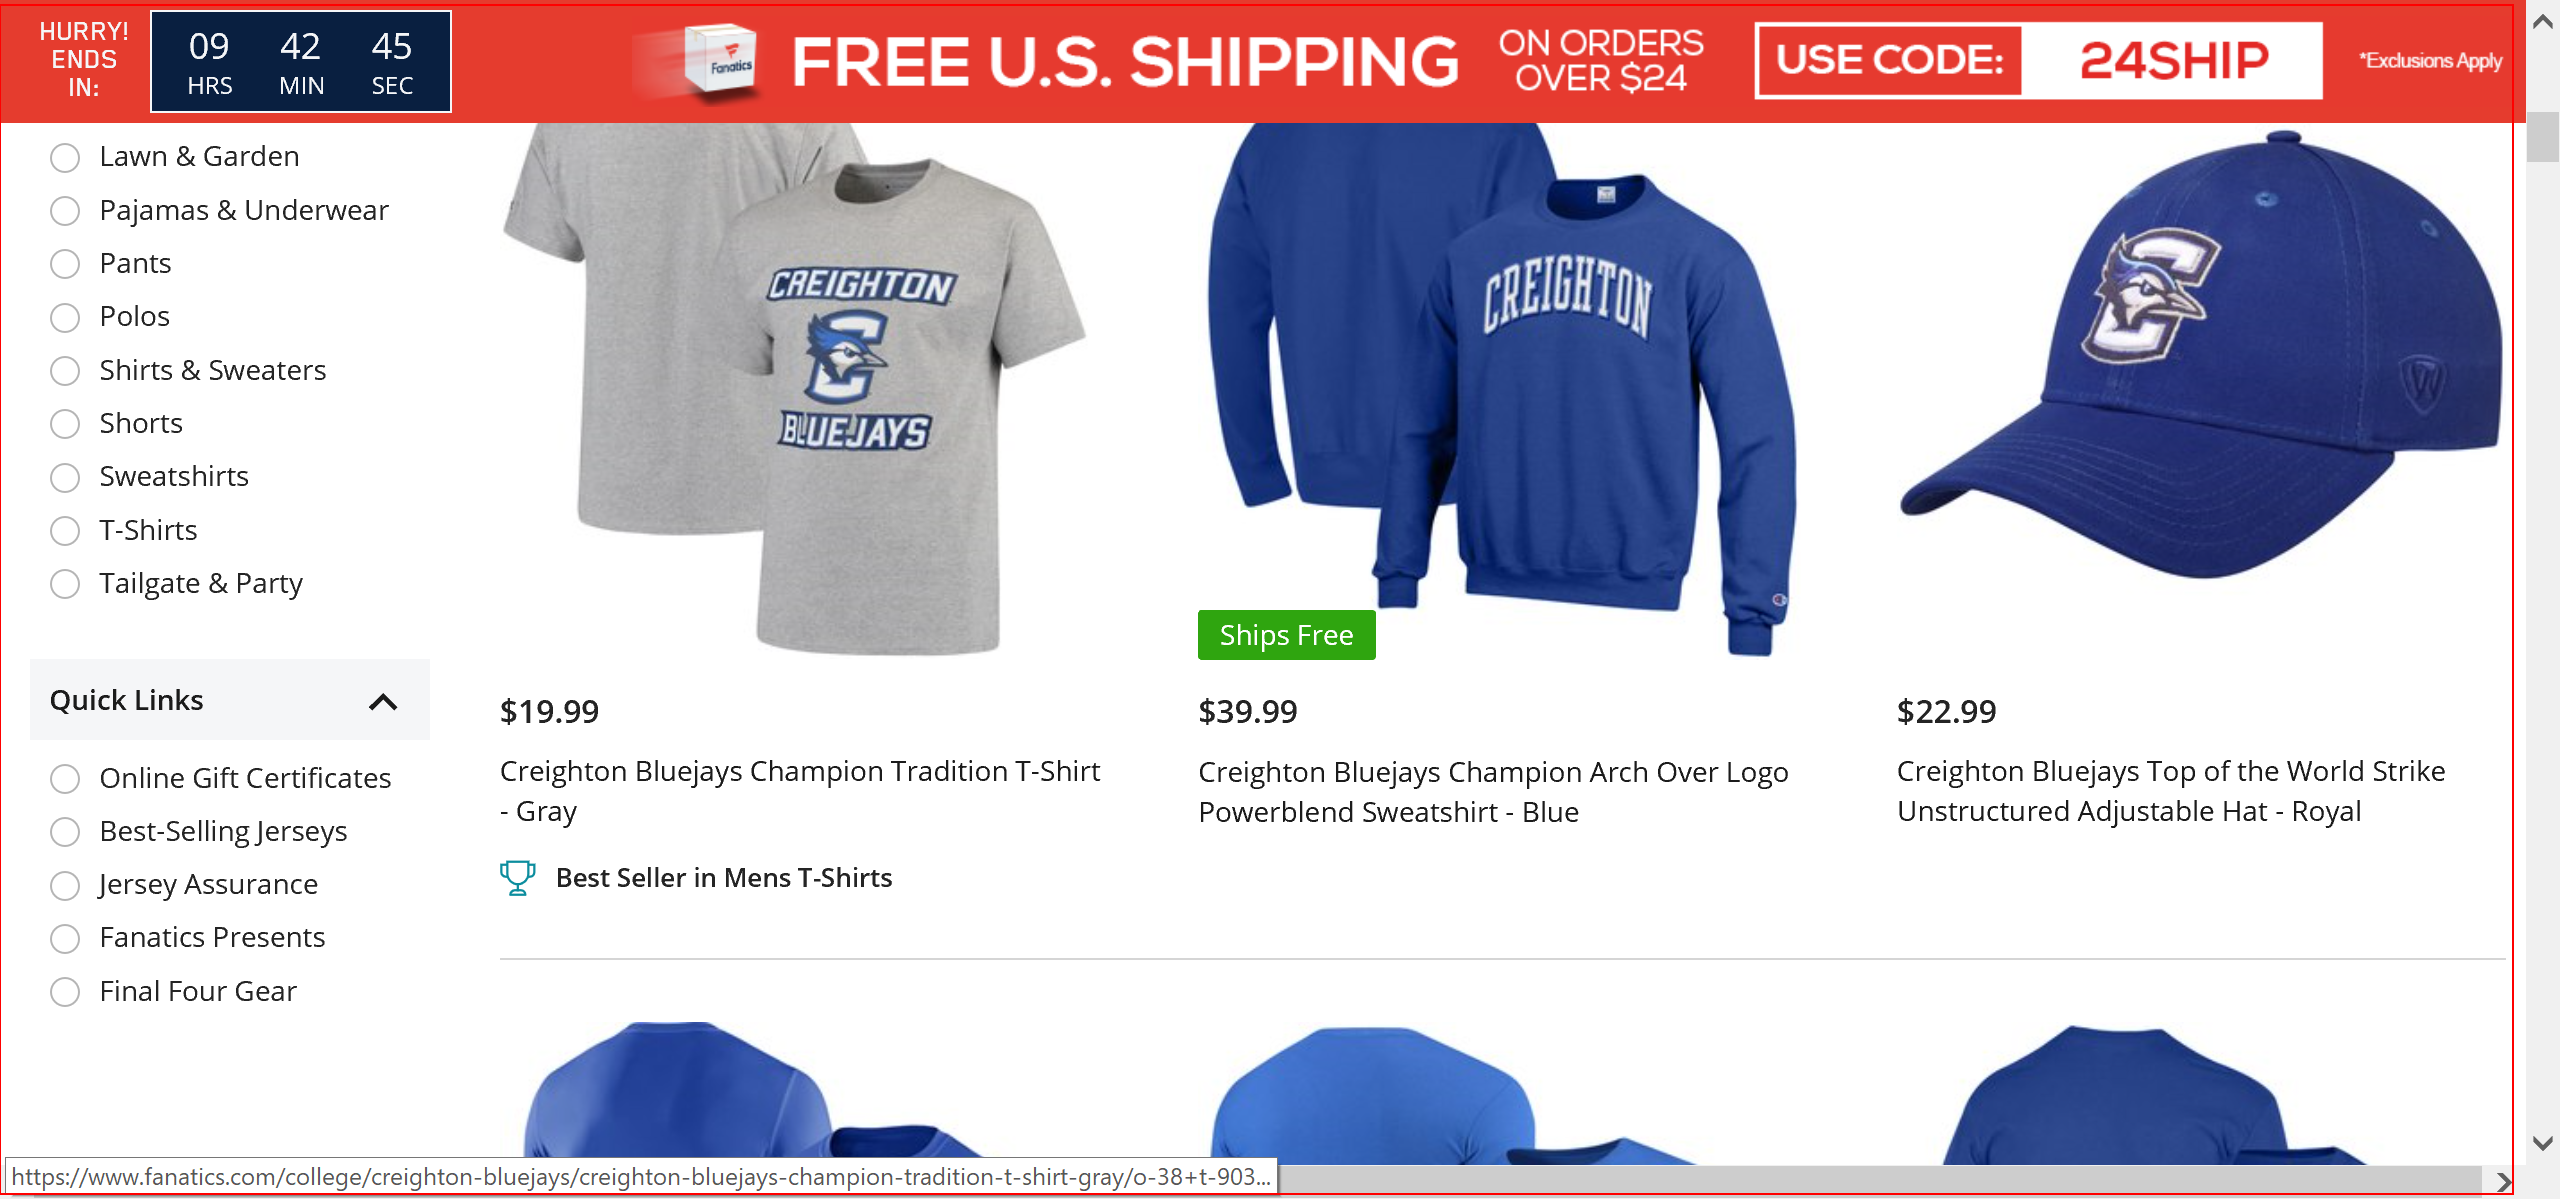 HURRY!
ENDS
IN:
09 42 45
HRS MIN SEC
Fanatics
FREE U.S. SHIPPING
ON ORDERS
OVER $24
USE CODE: 24SHIP
*Exclusions Apply
Lawn & Garden
Pajamas & Underwear
Pants
Polos
Shirts & Sweaters
Shorts
Sweatshirts
T-Shirts
Tailgate & Party
Quick Links
Online Gift Certificates
Best-Selling Jerseys
Jersey Assurance
Fanatics Presents
Final Four Gear
CREIGHTON
C
BLUEJAYS
$19.99
Creighton Bluejays Champion Tradition T-Shirt
- Gray
Best Seller in Mens T-Shirts
CREIGHTON
Ships Free
$39.99
Creighton Bluejays Champion Arch Over Logo
Powerblend Sweatshirt - Blue
C
$22.99
Creighton Bluejays Top of the World Strike
Unstructured Adjustable Hat - Royal
https://www.fanatics.com/college/creighton-bluejays/creighton-bluejays-champion-tradition-t-shirt-gray/o-38+t-903...